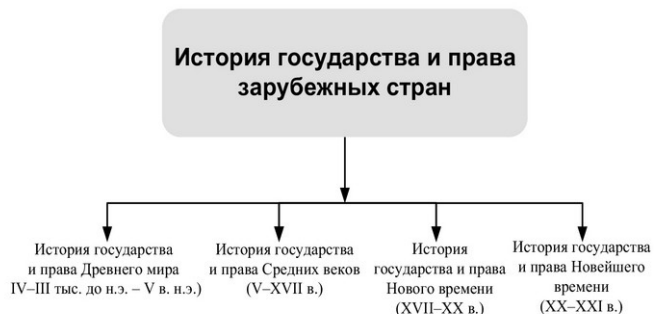 История государства и права
зарубежных стран
История государства
и права Древнего мира
IV–III тыс. до н.э. – V в. н.э.)
История государства
и права Средних веков
(V–XVII в.)
История
государства и права
Нового времени
(XVII–XX в.)
История государства
и права Новейшего
времени
(XX–XXI в.)